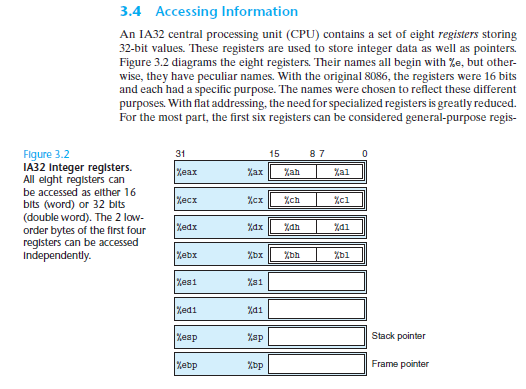 3.4 Accessing Information
An IA32 central processing unit (CPU) contains a set of eight registers storing
32-bit values. These registers are used to store integer data as well as pointers.
Figure 3.2 diagrams the eight registers. Their names all begin with %e, but other-
wise, they have peculiar names. With the original 8086, the registers were 16 bits
and each had a specific purpose. The names were chosen to reflect these different
purposes. With flat addressing, the need for specialized registers is greatly reduced.
For the most part, the first six registers can be considered general-purpose regis-
Figure 3.2
IA32 Integer registers.
All eight registers can
be accessed as either 16
bits (word) or 32 bits
(double word). The 2 low-
order bytes of the first four
registers can be accessed
independently.
31 15 8 7 0
%eax %ax %ah %al
%ecx %cx %ch %cl
%edx %dx %dh %dl
%ebx %bx %bh %bl
%esi %si
%edi %di
%esp %sp Stack pointer
%ebp %bp Frame pointer